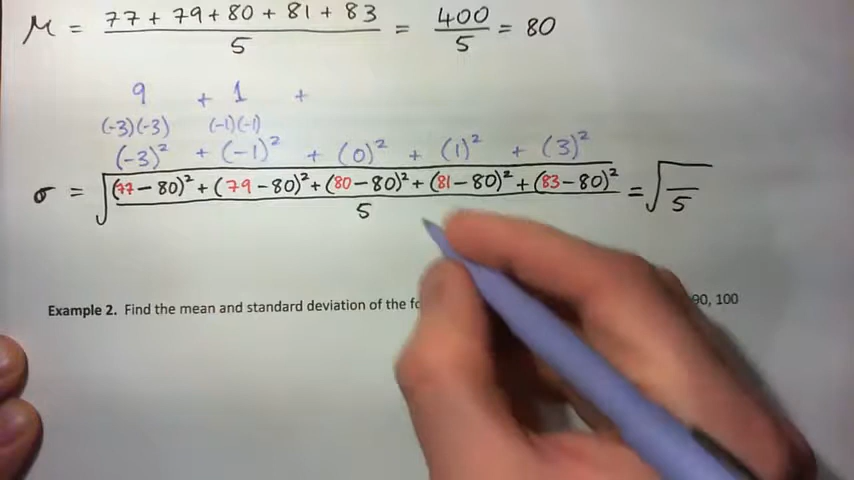 μ = 77 + 79 + 80 + 81 + 83 / 5 = 400 / 5 = 80
9 + 1 +
(-3)(-3) (-1)(-1)
(-3)² + (-1)² + (0)² + (1)² + (3)²
σ = √((77-80)² + (79-80)² + (80-80)² + (81-80)² + (83-80)² / 5) = √( / 5)
Example 2. Find the mean and standard deviation of the 90, 100